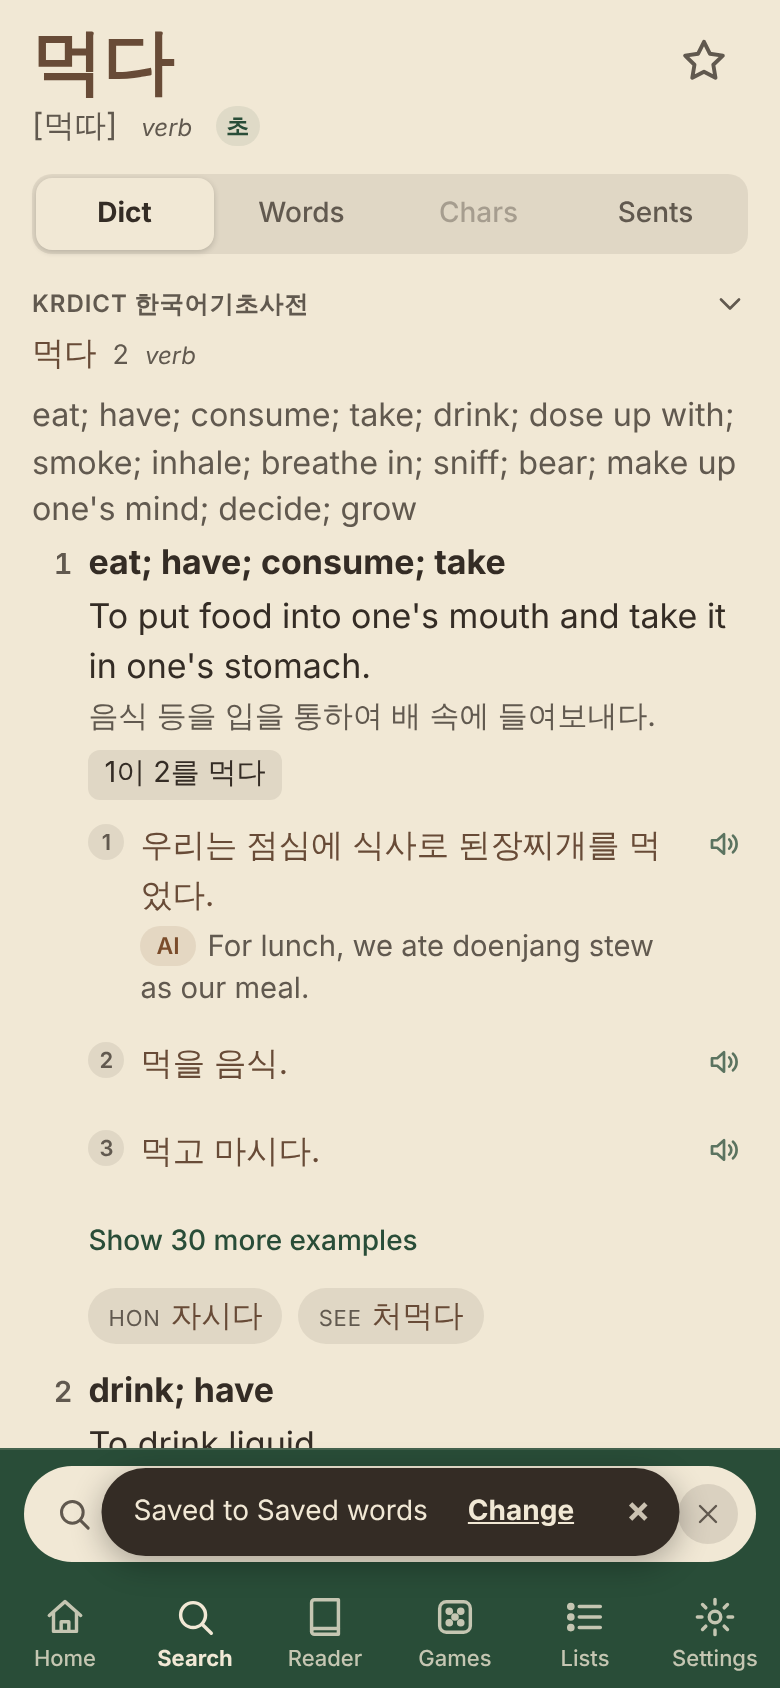 먹다
[먹따] verb 초
Dict Words Chars Sents
KRDICT 한국어기초사전
먹다 2 verb
eat; have; consume; take; drink; dose up with;
smoke; inhale; breathe in; sniff; bear; make up
one's mind; decide; grow
1 eat; have; consume; take
To put food into one's mouth and take it
in one's stomach.
음식 등을 입을 통하여 배 속에 들여보내다.
1이 2를 먹다
1 우리는 점심에 식사로 된장찌개를 먹
었다.
AI For lunch, we ate doenjang stew
as our meal.
2 먹을 음식.
3 먹고 마시다.
Show 30 more examples
HON 자시다 SEE 처먹다
2 drink; have
To drink liquid
Saved to Saved words Change
Home Search Reader Games Lists Settings